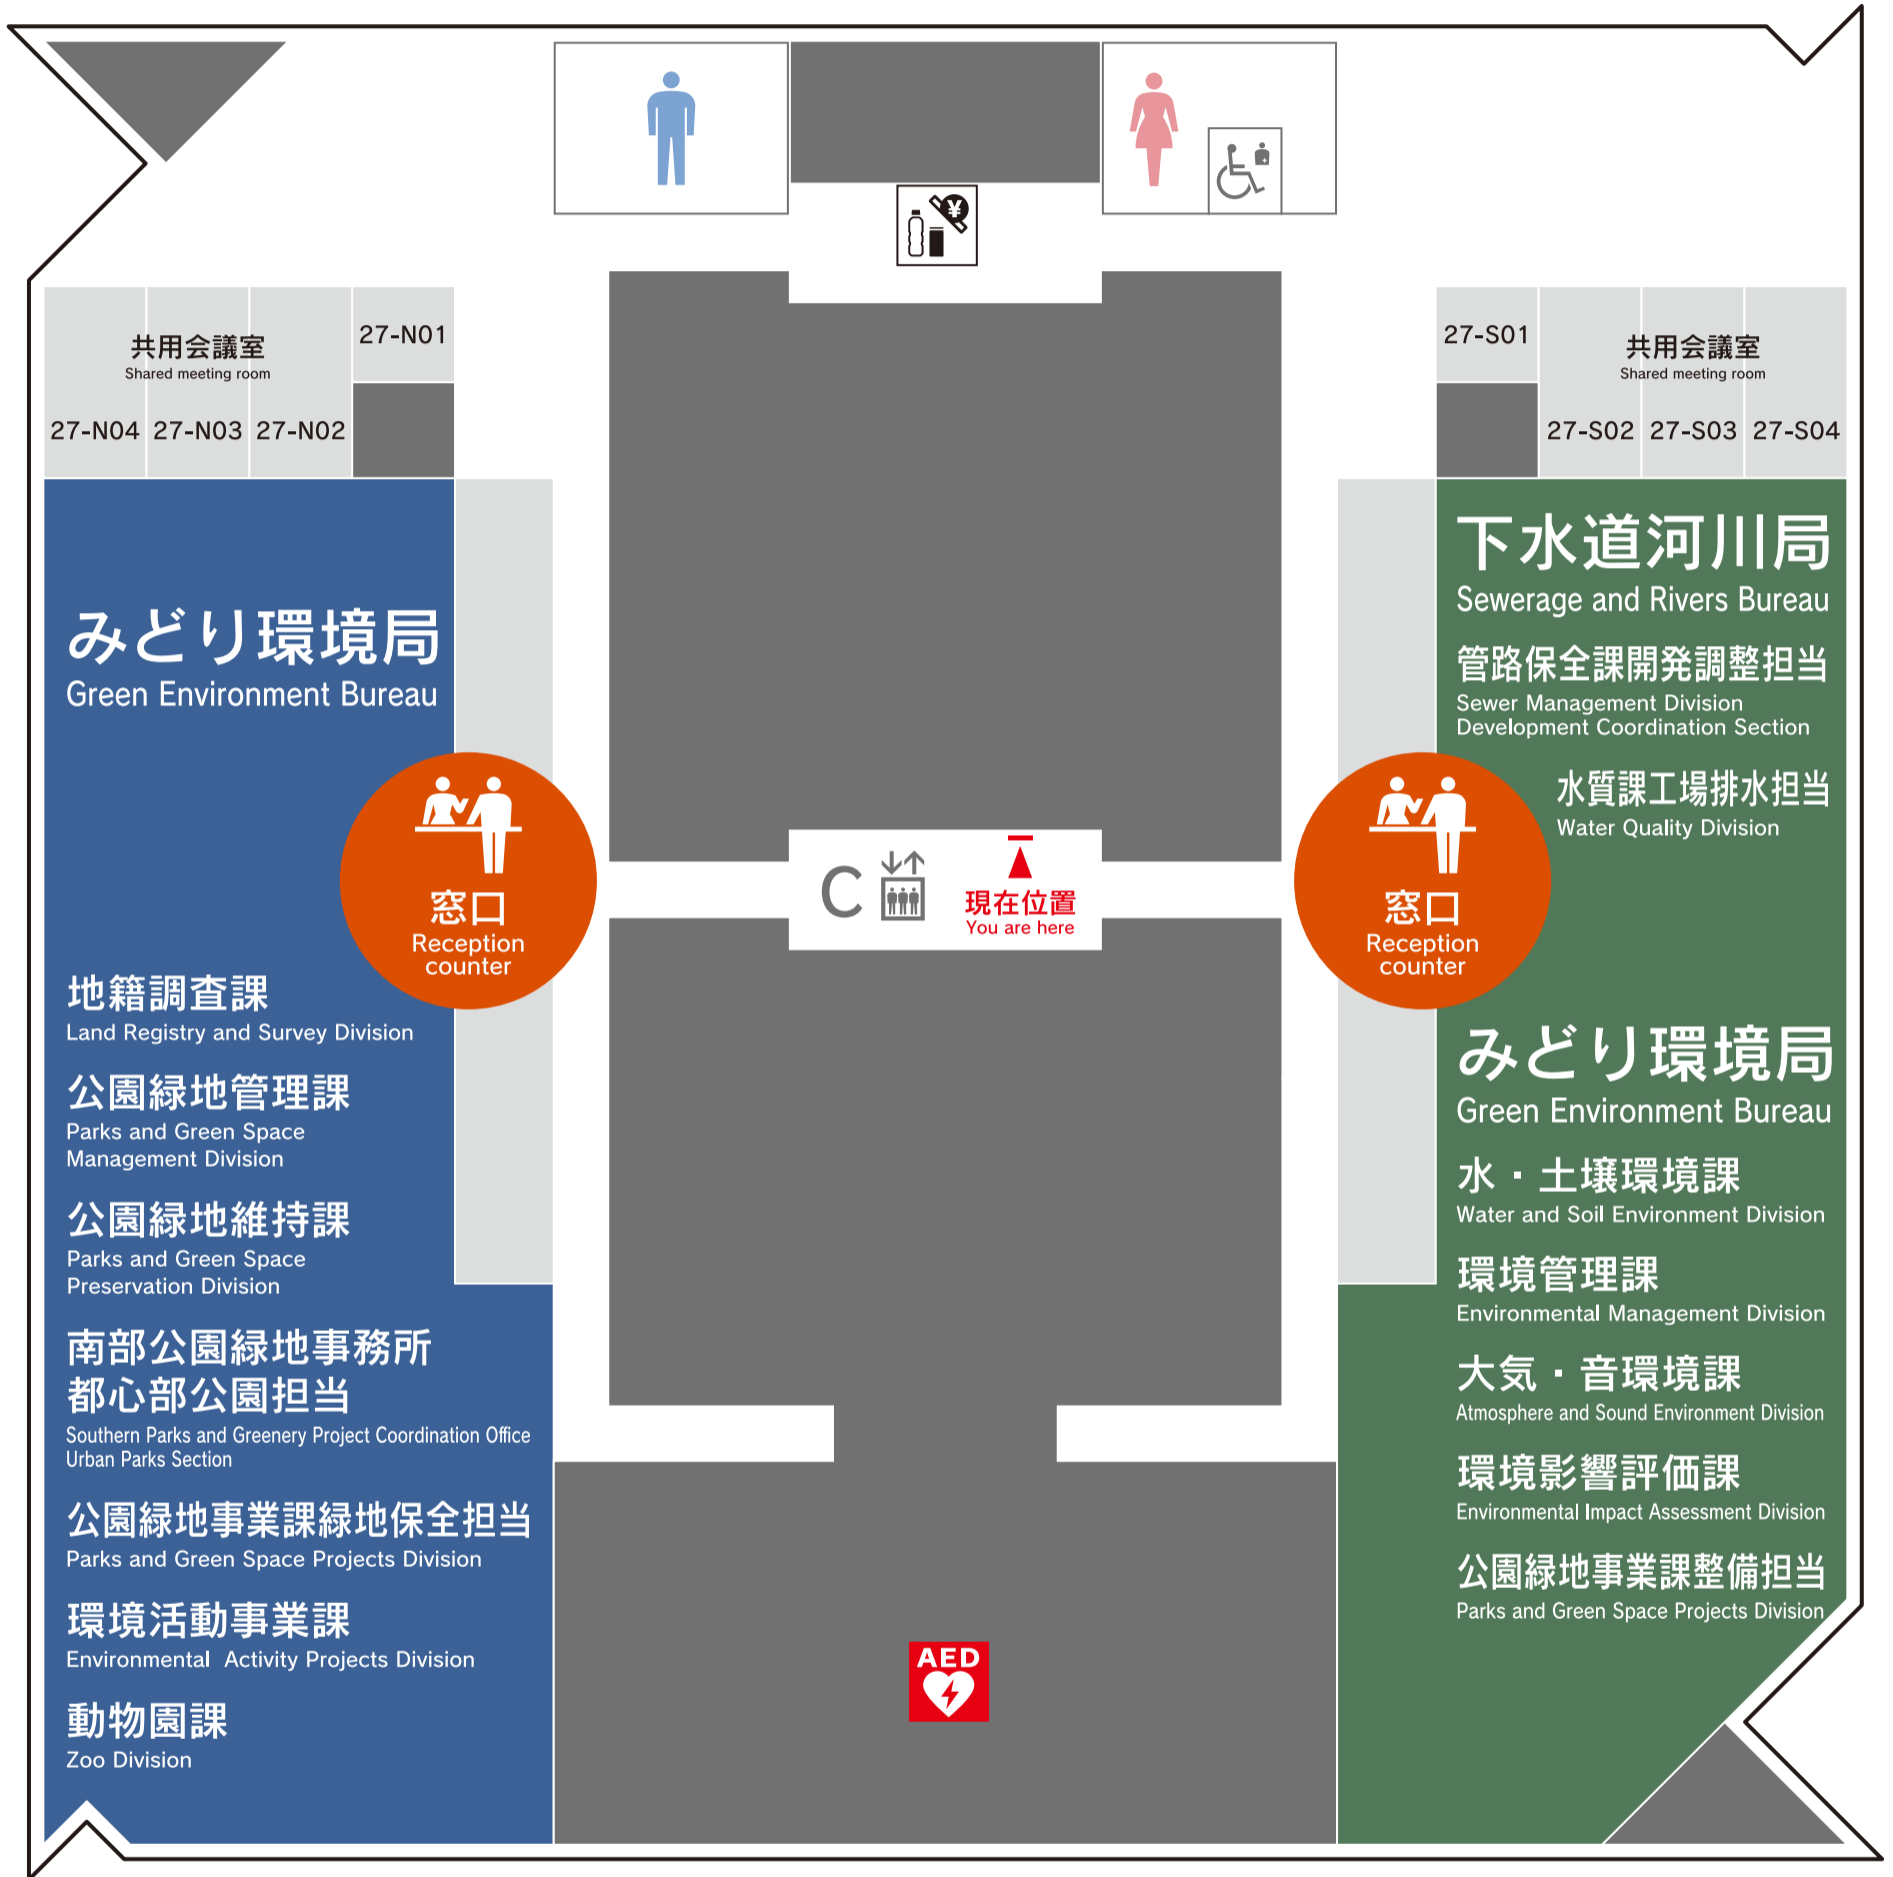 共用会議室
Shared meeting room
27-N01
27-N04
27-N03
27-N02
27-S01
共用会議室
Shared meeting room
27-S02
27-S03
27-S04
みどり環境局
Green Environment Bureau
窓口
Reception
counter
地籍調査課
Land Registry and Survey Division
公園緑地管理課
Parks and Green Space
Management Division
公園緑地維持課
Parks and Green Space
Preservation Division
南部公園緑地事務所
都心部公園担当
Southern Parks and Greenery Project Coordination Office
Urban Parks Section
公園緑地事業課緑地保全担当
Parks and Green Space Projects Division
環境活動事業課
Environmental Activity Projects Division
動物園課
Zoo Division
¥
C
現在位置
You are here
AED
下水道河川局
Sewerage and Rivers Bureau
管路保全課開発調整担当
Sewer Management Division
Development Coordination Section
水質課工場排水担当
Water Quality Division
窓口
Reception
counter
みどり環境局
Green Environment Bureau
水・土壌環境課
Water and Soil Environment Division
環境管理課
Environmental Management Division
大気・音環境課
Atmosphere and Sound Environment Division
環境影響評価課
Environmental Impact Assessment Division
公園緑地事業課整備担当
Parks and Green Space Projects Division